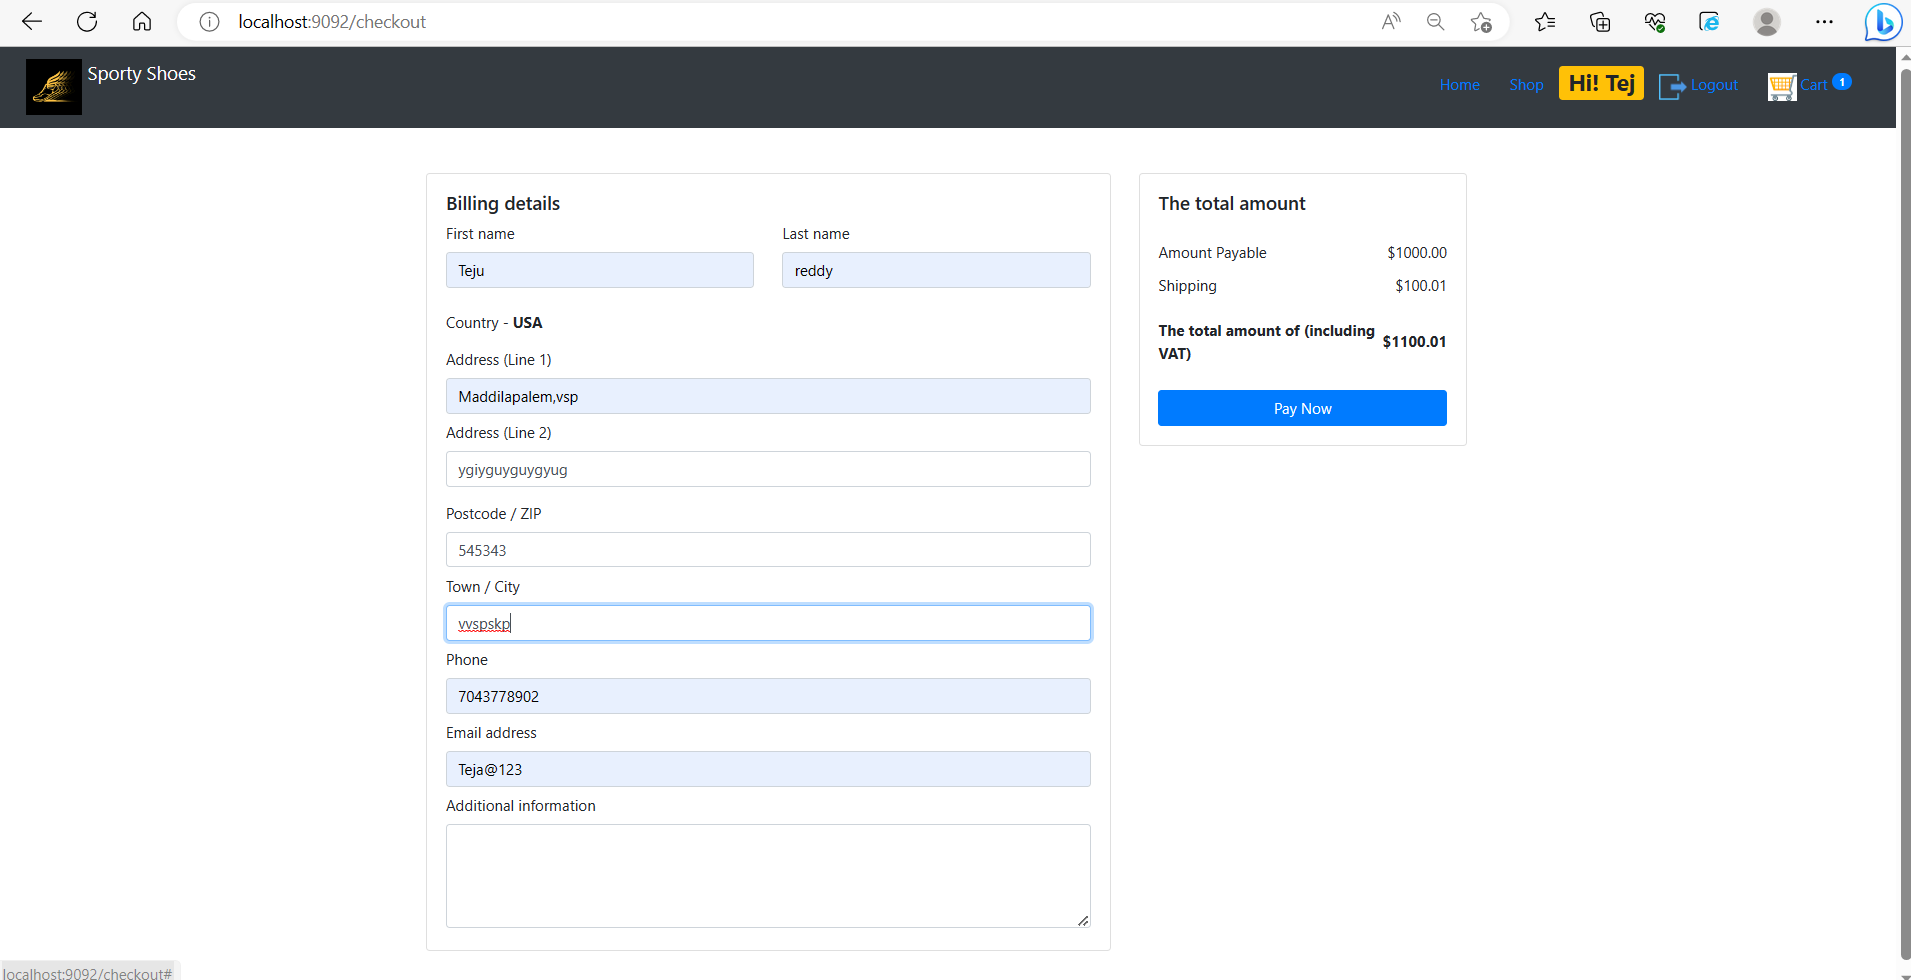 localhost:9092/checkout
Sporty Shoes
Home Shop Hi! Tej Logout Cart 1
Billing details
First name Last name
Teju reddy
Country - USA
Address (Line 1)
Maddilapalem,vsp
Address (Line 2)
ygiyguyguygyug
Postcode / ZIP
545343
Town / City
vvspskp
Phone
7043778902
Email address
Teja@123
Additional information
The total amount
Amount Payable $1000.00
Shipping $100.01
The total amount of (including
VAT) $1100.01
Pay Now
localhost:9092/checkout#